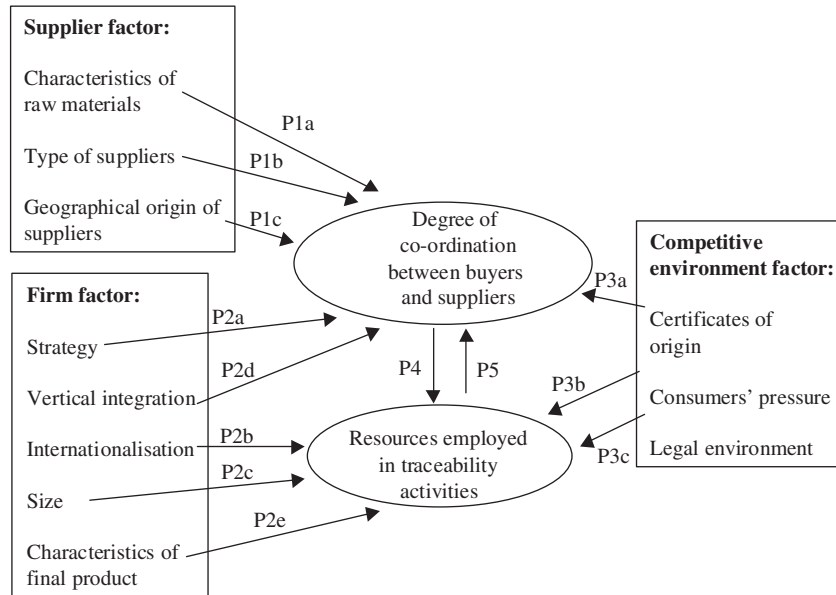 Supplier factor:
Characteristics of
raw materials
P1a
Type of suppliers
P1b
Geographical origin of
suppliers
P1c
Degree of
co-ordination
between buyers
and suppliers
Competitive
environment factor:
P3a
Certificates of
origin
P3b
Consumers' pressure
P3c
Legal environment
Firm factor:
P2a
Strategy
P2d
Vertical integration
P4
P5
Internationalisation
P2b
P2c
Size
Resources employed
in traceability
activities
P2e
Characteristics of
final product